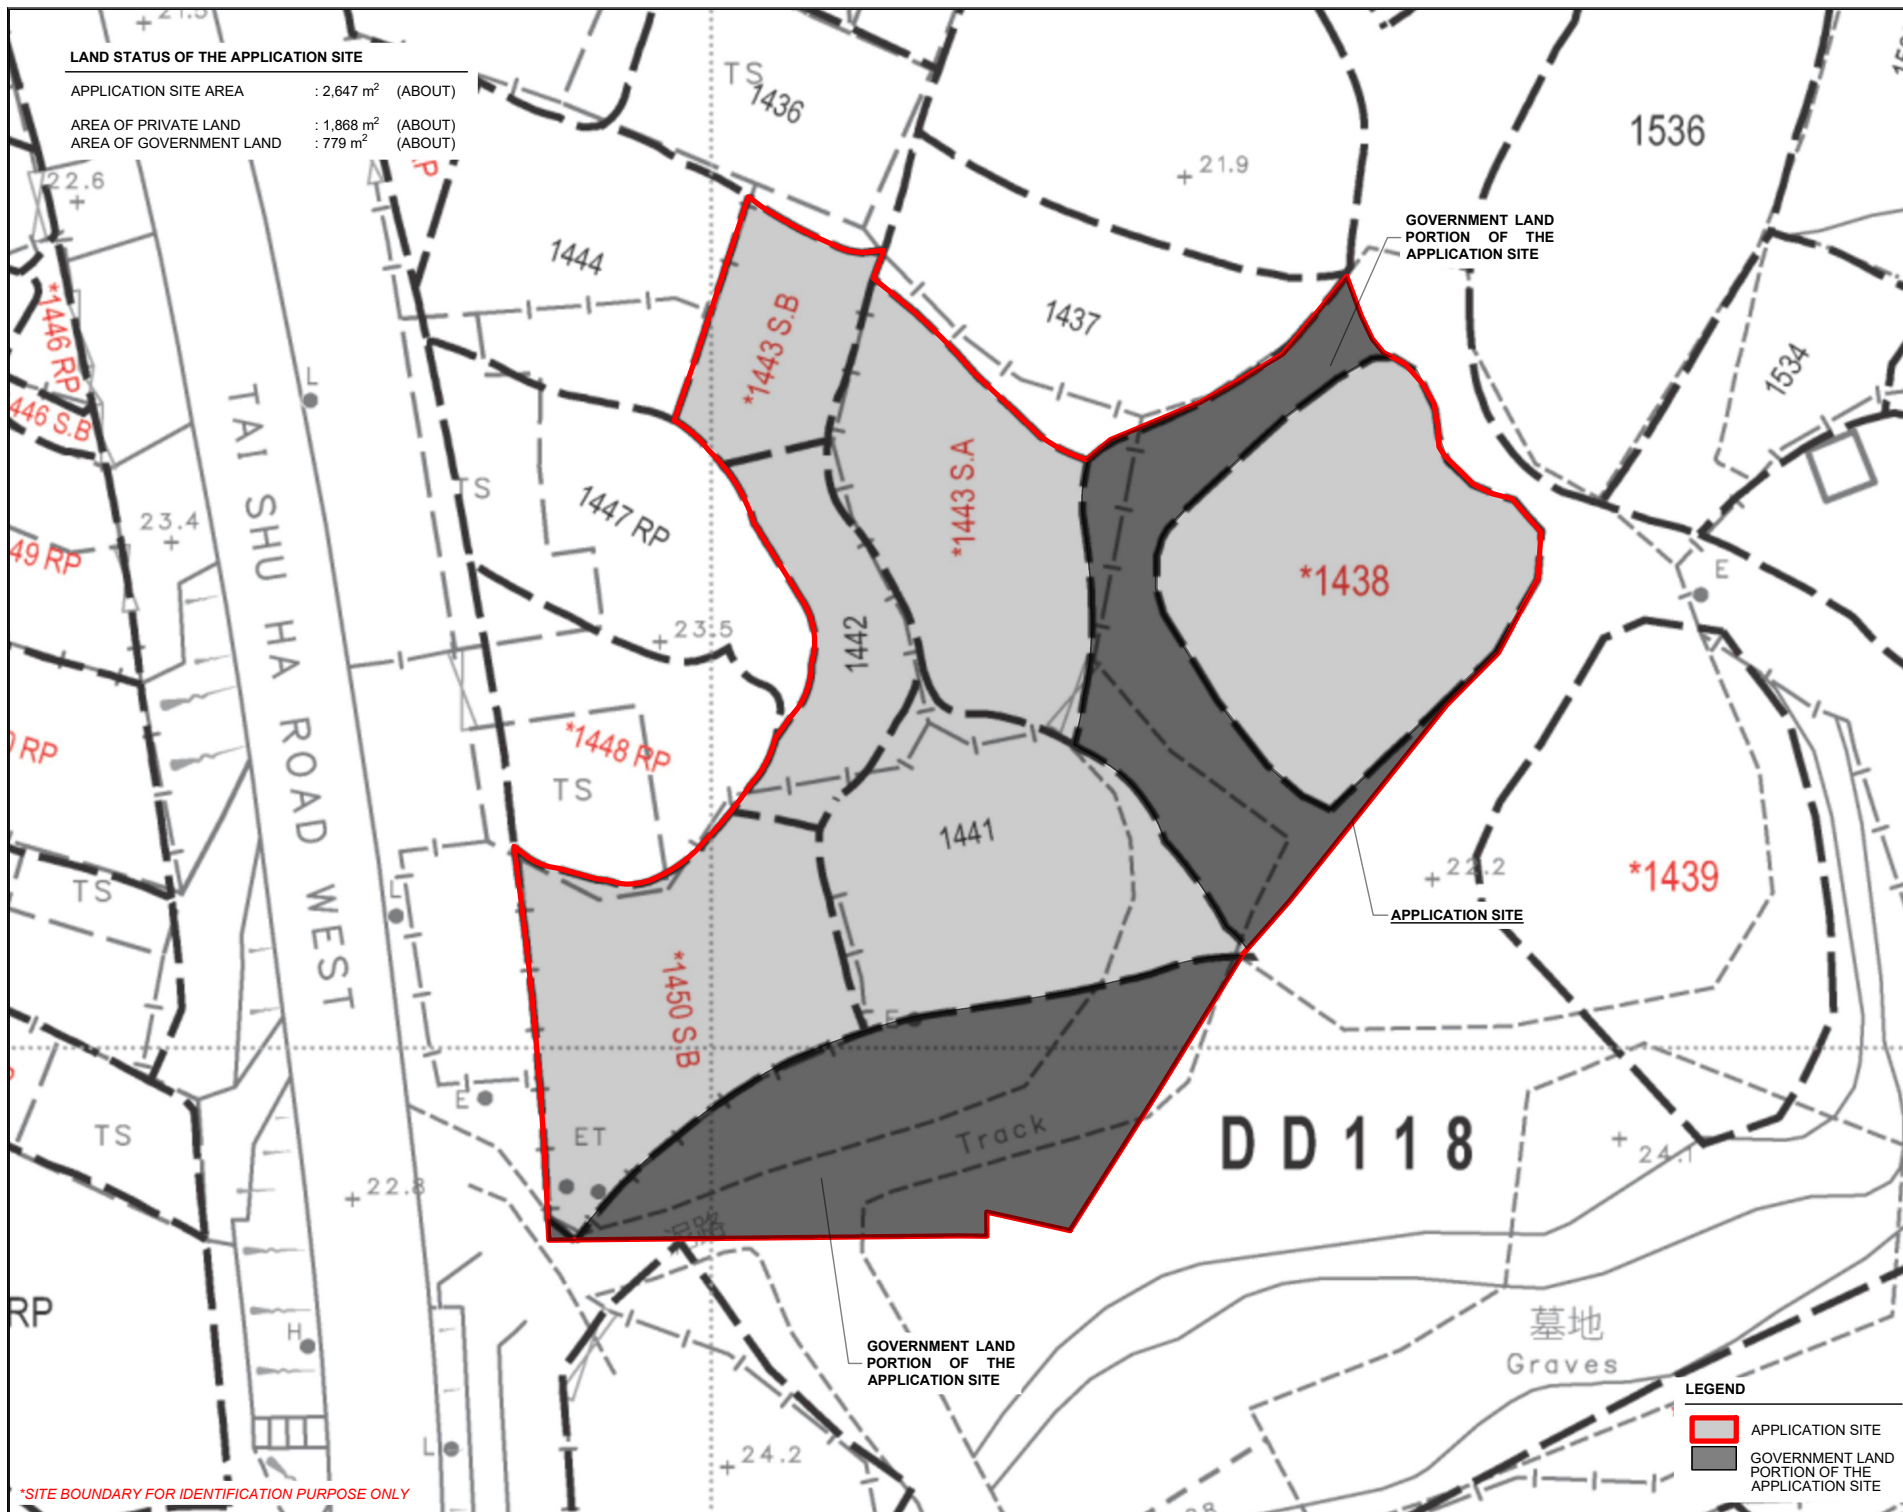 LAND STATUS OF THE APPLICATION SITE
APPLICATION SITE AREA : 2,647 m² (ABOUT)
AREA OF PRIVATE LAND : 1,868 m² (ABOUT)
AREA OF GOVERNMENT LAND : 779 m² (ABOUT)
TS
1436
1536
21.9
22.6
GOVERNMENT LAND
PORTION OF THE
APPLICATION SITE
1444
*1443 S.B
1437
*1446 RP
1534
446 S.B
L
TAI SHU HA ROAD WEST
TS
1447 RP
*1443 S.A
23.4
49 RP
*1438
E
23.5
1442
RP
*1448 RP
TS
1441
TS
L
22.2
*1439
APPLICATION SITE
*1450 S.B
E
E
TS
ET
Track
DD118
24.1
22.8
RP
H
墓地
Graves
GOVERNMENT LAND
PORTION OF THE
APPLICATION SITE
L
24.2
LEGEND
APPLICATION SITE
GOVERNMENT LAND
PORTION OF THE
APPLICATION SITE
*SITE BOUNDARY FOR IDENTIFICATION PURPOSE ONLY